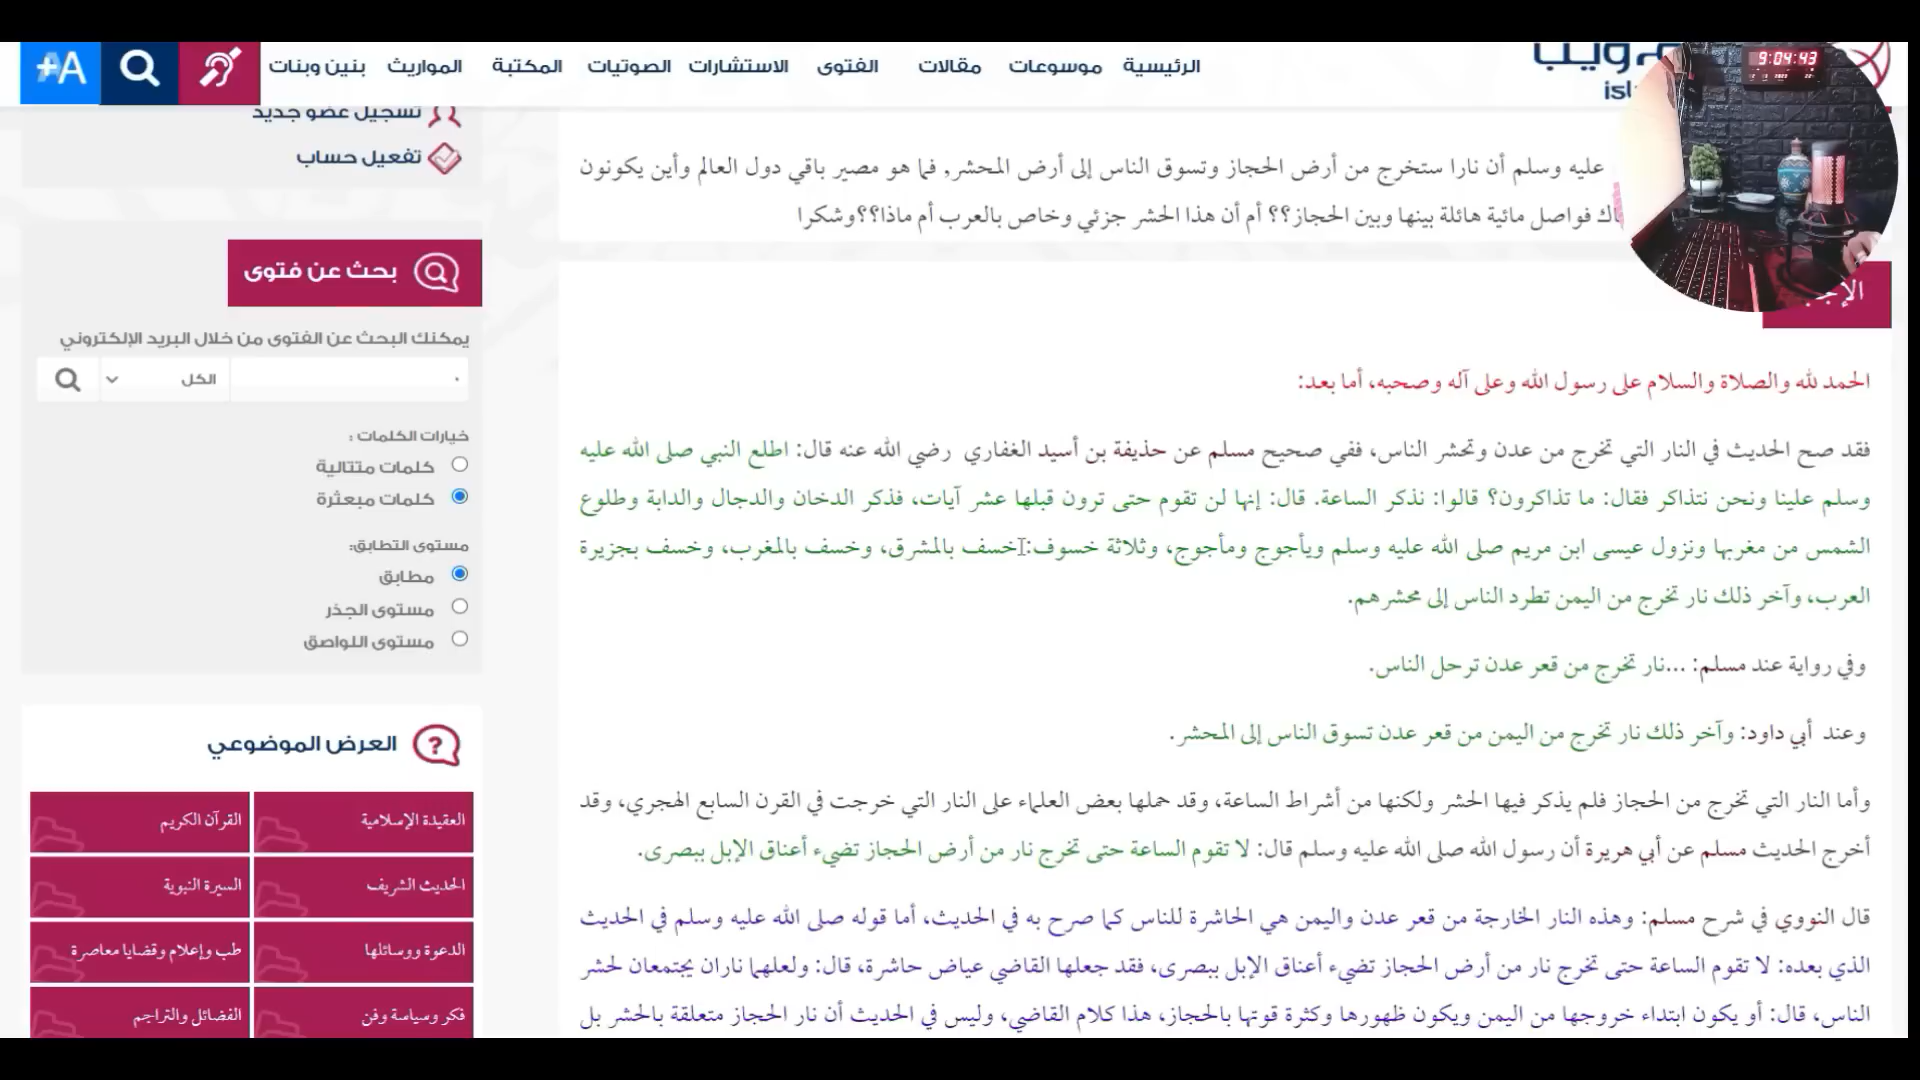 الرئيسية موسوعات مقالات الفتوى الاستشارات الصوتيات المكتبة المواريث بنين وبنات
+A
ويب
isl
9:04:43
تسجيل عضو جديد
تفعيل حساب
عليه وسلم أن نارا ستخرج من أرض الحجاز وتسوق الناس إلى أرض المحشر, فما هو مصير باقي دول العالم وأين يكونون
فواصل مائية هائلة بينها وبين الحجاز؟؟ أم أن هذا الحشر جزئي وخاص بالعرب أم ماذا؟؟وشكرا
الحمد لله والصلاة والسلام على رسول الله وعلى آله وصحبه، أما بعد:
فقد صح الحديث في النار التي تخرج من عدن وتحشر الناس، ففي صحيح مسلم عن حذيفة بن أسيد الغفاري رضي الله عنه قال: اطلع النبي صلى الله عليه
وسلم علينا ونحن نتذاكر فقال: ما تذاكرون؟ قالوا: نذكر الساعة. قال: إنها لن تقوم حتى ترون قبلها عشر آيات، فذكر الدخان والدجال والدابة وطلوع
الشمس من مغربها ونزول عيسى ابن مريم صلى الله عليه وسلم ويأجوج ومأجوج، وثلاثة خسوف: خسف بالمشرق، وخسف بالمغرب، وخسف بجزيرة
العرب، وآخر ذلك نار تخرج من اليمن تطرد الناس إلى محشرهم.
وفي رواية عند مسلم: ...نار تخرج من قعر عدن ترحل الناس.
وعند أبي داود: وآخر ذلك نار تخرج من اليمن من قعر عدن تسوق الناس إلى المحشر.
وأما النار التي تخرج من الحجاز فلم يذكر فيها الحشر ولكنها من أشراط الساعة، وقد حملها بعض العلماء على النار التي خرجت في القرن السابع الهجري، وقد
أخرج الحديث مسلم عن أبي هريرة أن رسول الله صلى الله عليه وسلم قال: لا تقوم الساعة حتى تخرج نار من أرض الحجاز تضيء أعناق الإبل ببصرى.
قال النووي في شرح مسلم: وهذه النار الخارجة من قعر عدن واليمن هي الحاشرة للناس كما صرح به في الحديث، أما قوله صلى الله عليه وسلم في الحديث
الذي بعده: لا تقوم الساعة حتى تخرج نار من أرض الحجاز تضيء أعناق الإبل ببصرى، فقد جعلها القاضي عياض حاشرة، قال: ولعلهما ناران يجتمعان لحشر
الناس، قال: أو يكون ابتداء خروجها من اليمن ويكون ظهورها وكثرة قوتها بالحجاز، هذا كلام القاضي، وليس في الحديث أن نار الحجاز متعلقة بالحشر بل
بحث عن فتوى
يمكنك البحث عن الفتوى من خلال البريد الإلكتروني
الكل
خيارات الكلمات :
كلمات متتالية
كلمات مبعثرة
مستوى التطابق:
مطابق
مستوى الجذر
مستوى اللواصق
العرض الموضوعي
العقيدة الإسلامية القرآن الكريم
الحديث الشريف السيرة النبوية
الدعوة ووسائلها طب وإعلام وقضايا معاصرة
فكر وسياسة وفن الفضائل والتراجم